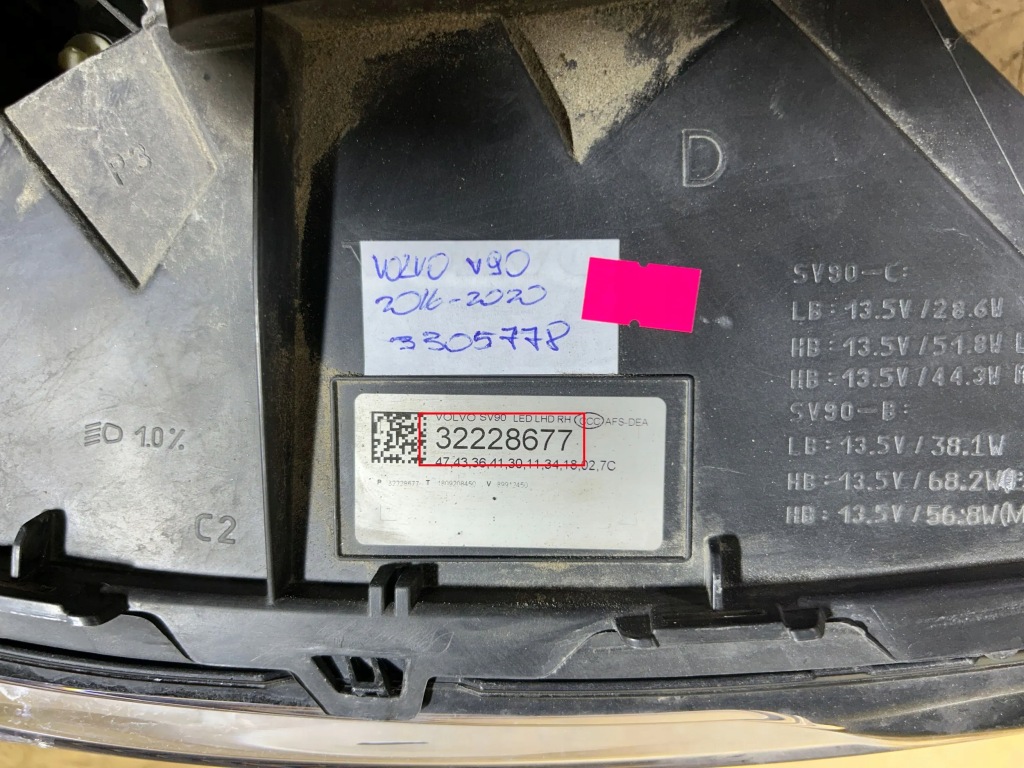 P3
D
VOLVO V90
2016-2020
3305778
SV90-C:
LB: 13.5V/28.6W
HB: 13.5V/51.8W L
HB: 13.5V/44.3W
SV90-B:
LB: 13.5V/38.1W
HB: 13.5V/68.2W
HB: 13.5V/56.8W(M
VOLVO SV90 LED LHD RH CCC AFS-DEA
32228677
47,43,36,41,30,11,34,18,02,7C
P 32228677 T V
1.0%
C2